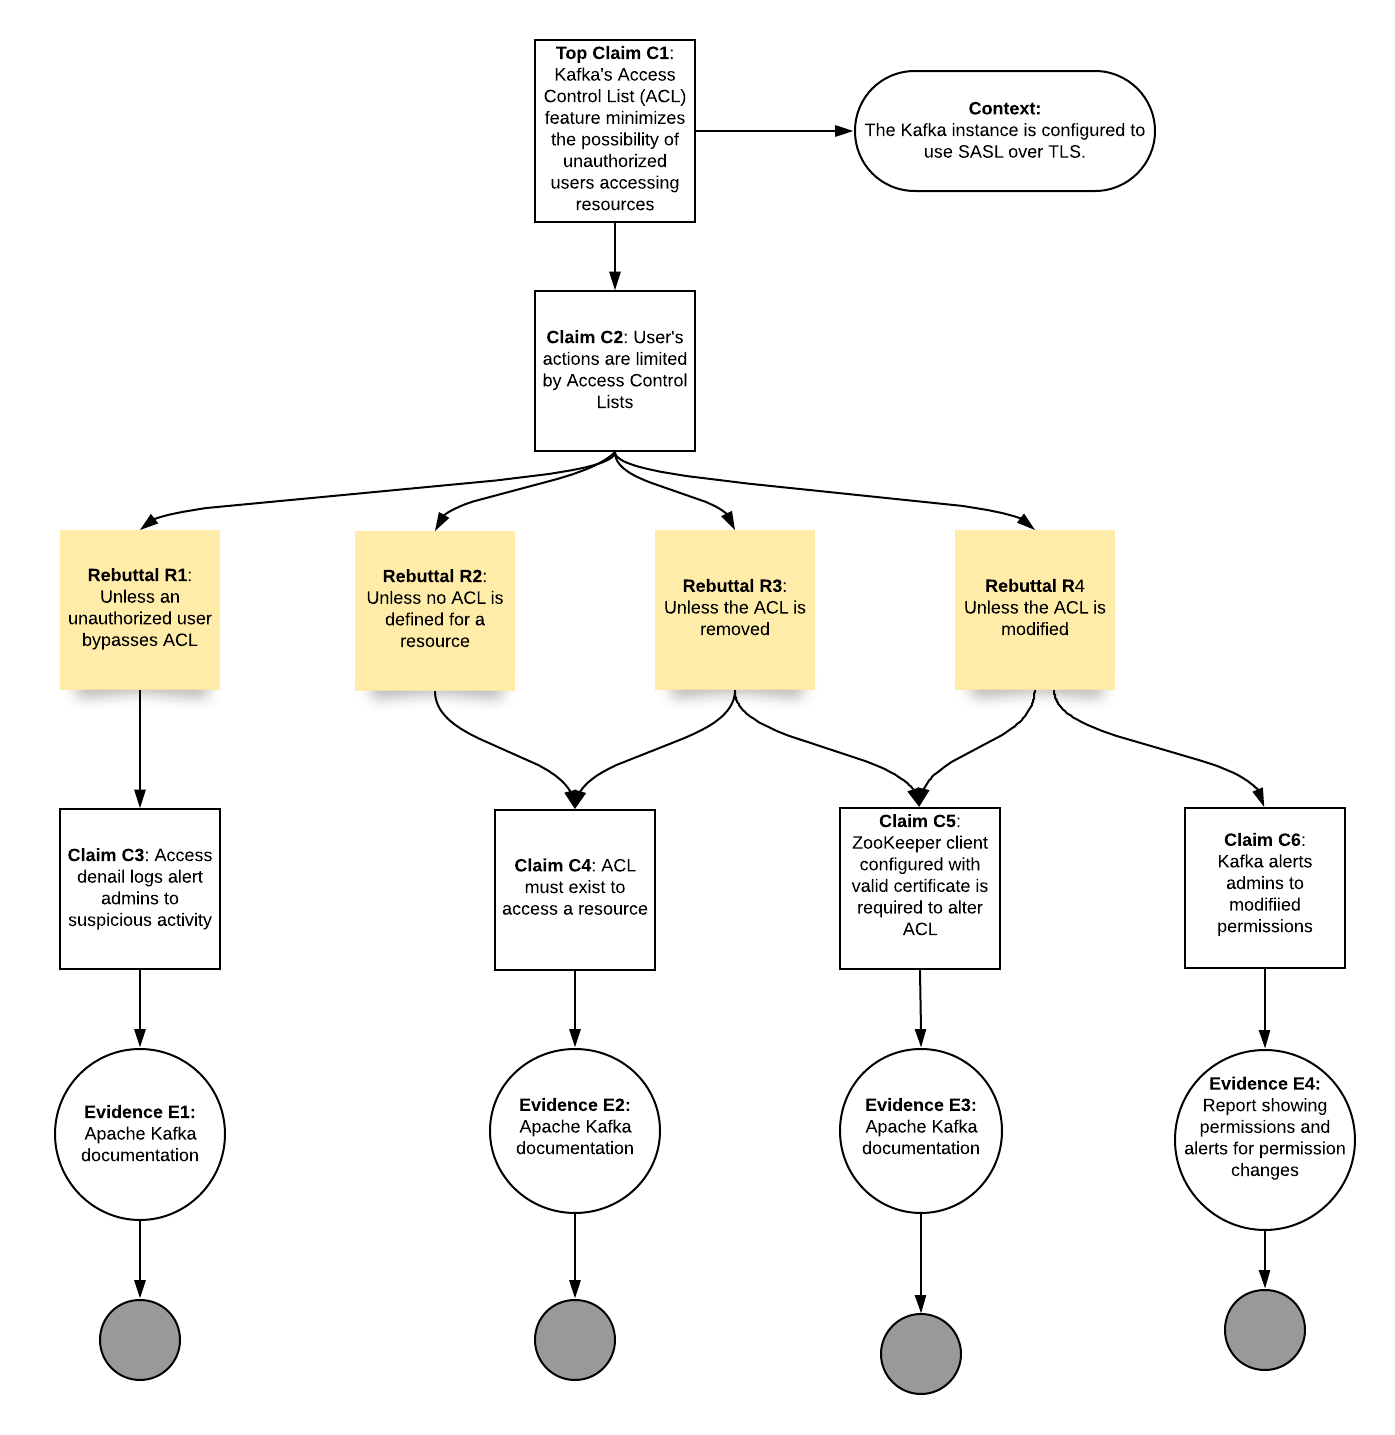 Top Claim C1:
Kafka's Access
Control List (ACL)
feature minimizes
the possibility of
unauthorized
users accessing
resources
Context:
The Kafka instance is configured to
use SASL over TLS.
Claim C2: User's
actions are limited
by Access Control
Lists
Rebuttal R1:
Unless an
unauthorized user
bypasses ACL
Rebuttal R2:
Unless no ACL is
defined for a
resource
Rebuttal R3:
Unless the ACL is
removed
Rebuttal R4
Unless the ACL is
modified
Claim C3: Access
denail logs alert
admins to
suspicious activity
Claim C4: ACL
must exist to
access a resource
Claim C5:
ZooKeeper client
configured with
valid certificate is
required to alter
ACL
Claim C6:
Kafka alerts
admins to
modifiied
permissions
Evidence E1:
Apache Kafka
documentation
Evidence E2:
Apache Kafka
documentation
Evidence E3:
Apache Kafka
documentation
Evidence E4:
Report showing
permissions and
alerts for permission
changes